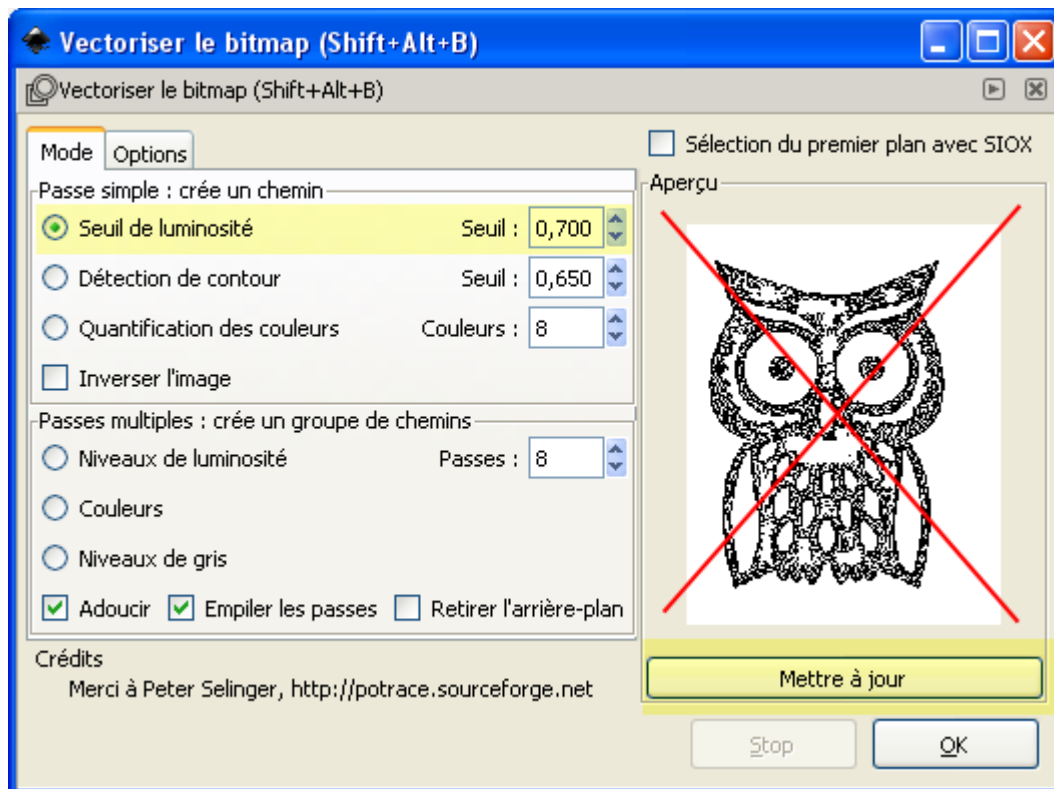 Vectoriser le bitmap (Shift+Alt+B)
Vectoriser le bitmap (Shift+Alt+B)
Mode Options
Sélection du premier plan avec SIOX
Passe simple : crée un chemin
Aperçu
Seuil de luminosité Seuil : 0,700
Détection de contour Seuil : 0,650
Quantification des couleurs Couleurs : 8
Inverser l'image
Passes multiples : crée un groupe de chemins
Niveaux de luminosité Passes : 8
Couleurs
Niveaux de gris
Adoucir Empiler les passes Retirer l'arrière-plan
Crédits
Merci à Peter Selinger, http://potrace.sourceforge.net
Mettre à jour
Stop OK